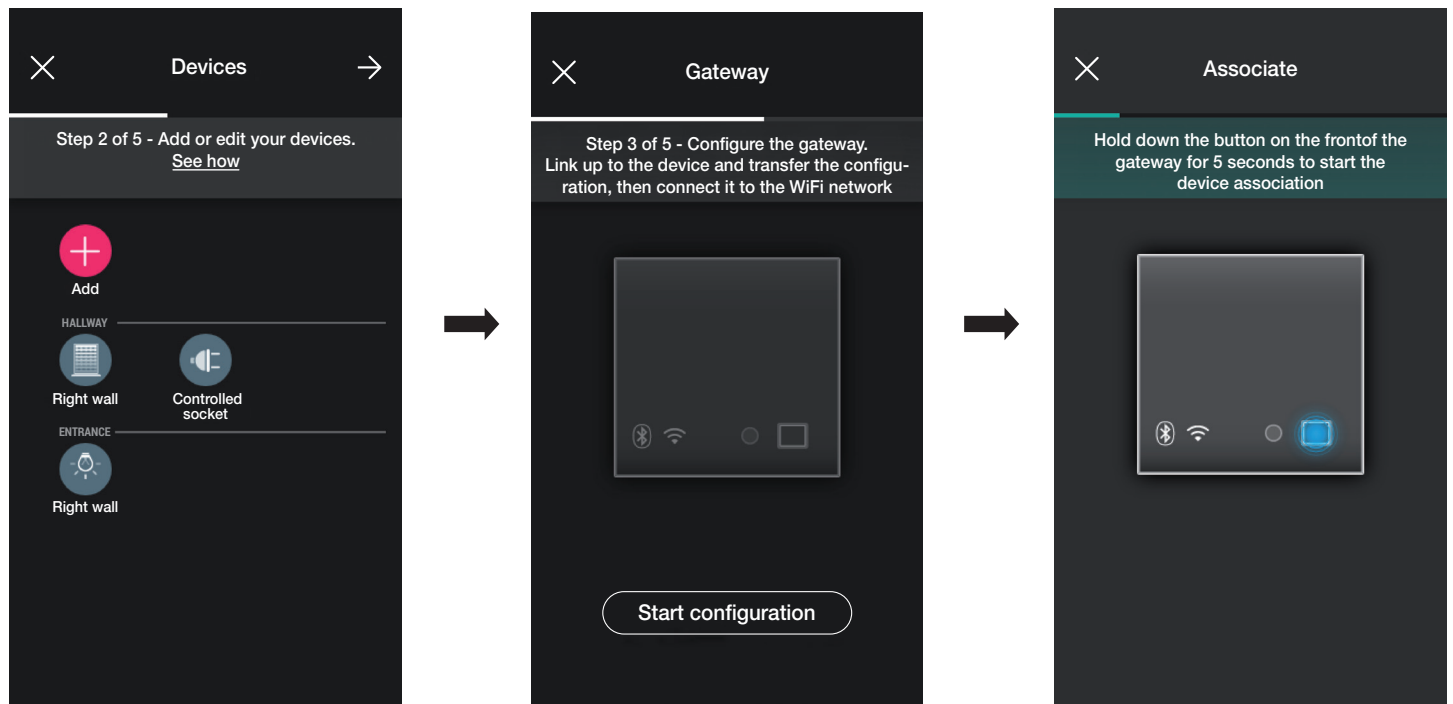 Devices
Step 2 of 5 - Add or edit your devices.
See how
Add
HALLWAY
Right wall
Controlled
socket
ENTRANCE
Right wall
Gateway
Step 3 of 5 - Configure the gateway.
Link up to the device and transfer the configu-
ration, then connect it to the WiFi network
Start configuration
Associate
Hold down the button on the frontof the
gateway for 5 seconds to start the
device association